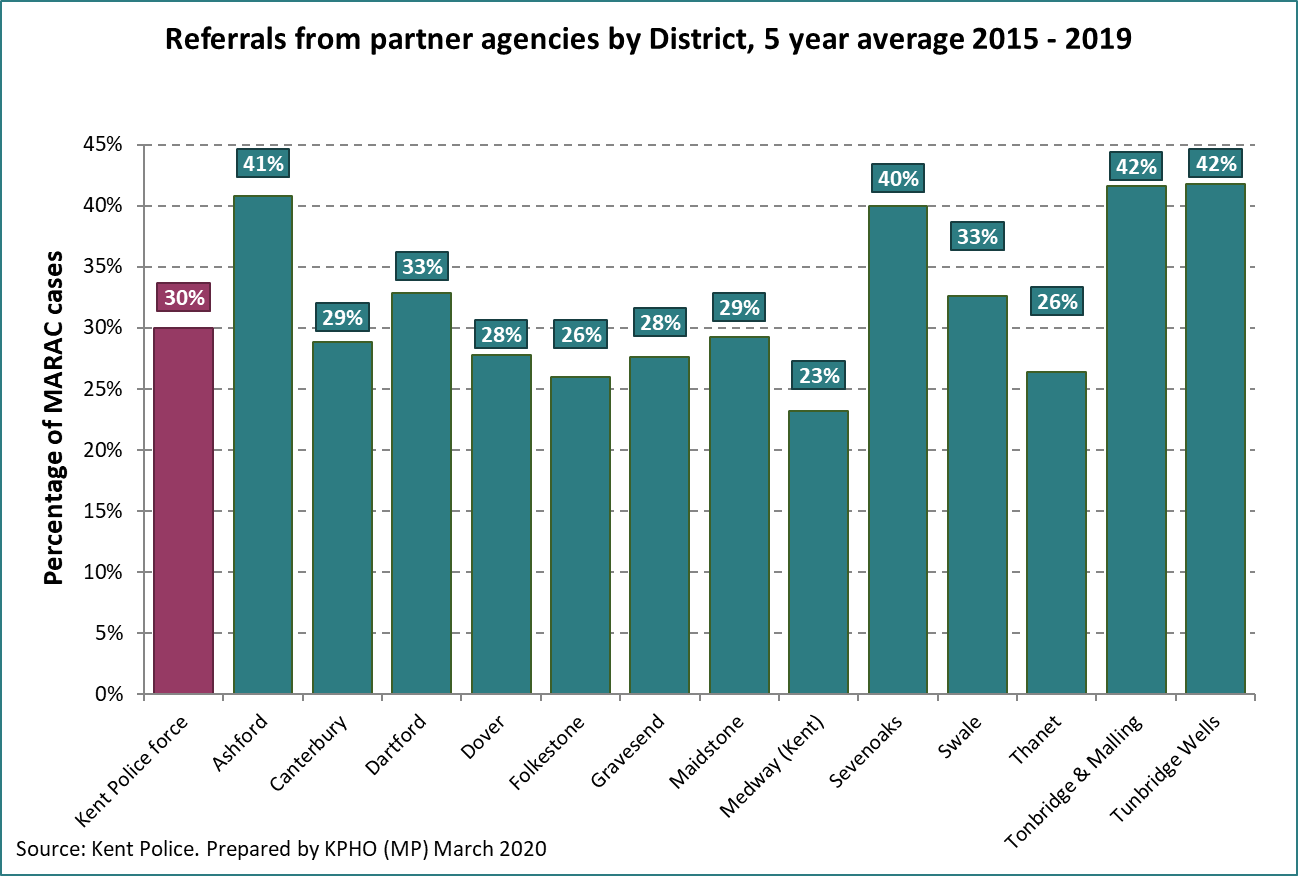 Referrals from partner agencies by District, 5 year average 2015 - 2019
Percentage of MARAC cases
45%
40%
35%
30%
25%
20%
15%
10%
5%
0%
30%
41%
29%
33%
28%
26%
28%
29%
23%
40%
33%
26%
42%
42%
Kent Police force
Ashford
Canterbury
Dartford
Dover
Folkestone
Gravesend
Maidstone
Medway (Kent)
Sevenoaks
Swale
Thanet
Tonbridge & Malling
Tunbridge Wells
Source: Kent Police. Prepared by KPHO (MP) March 2020